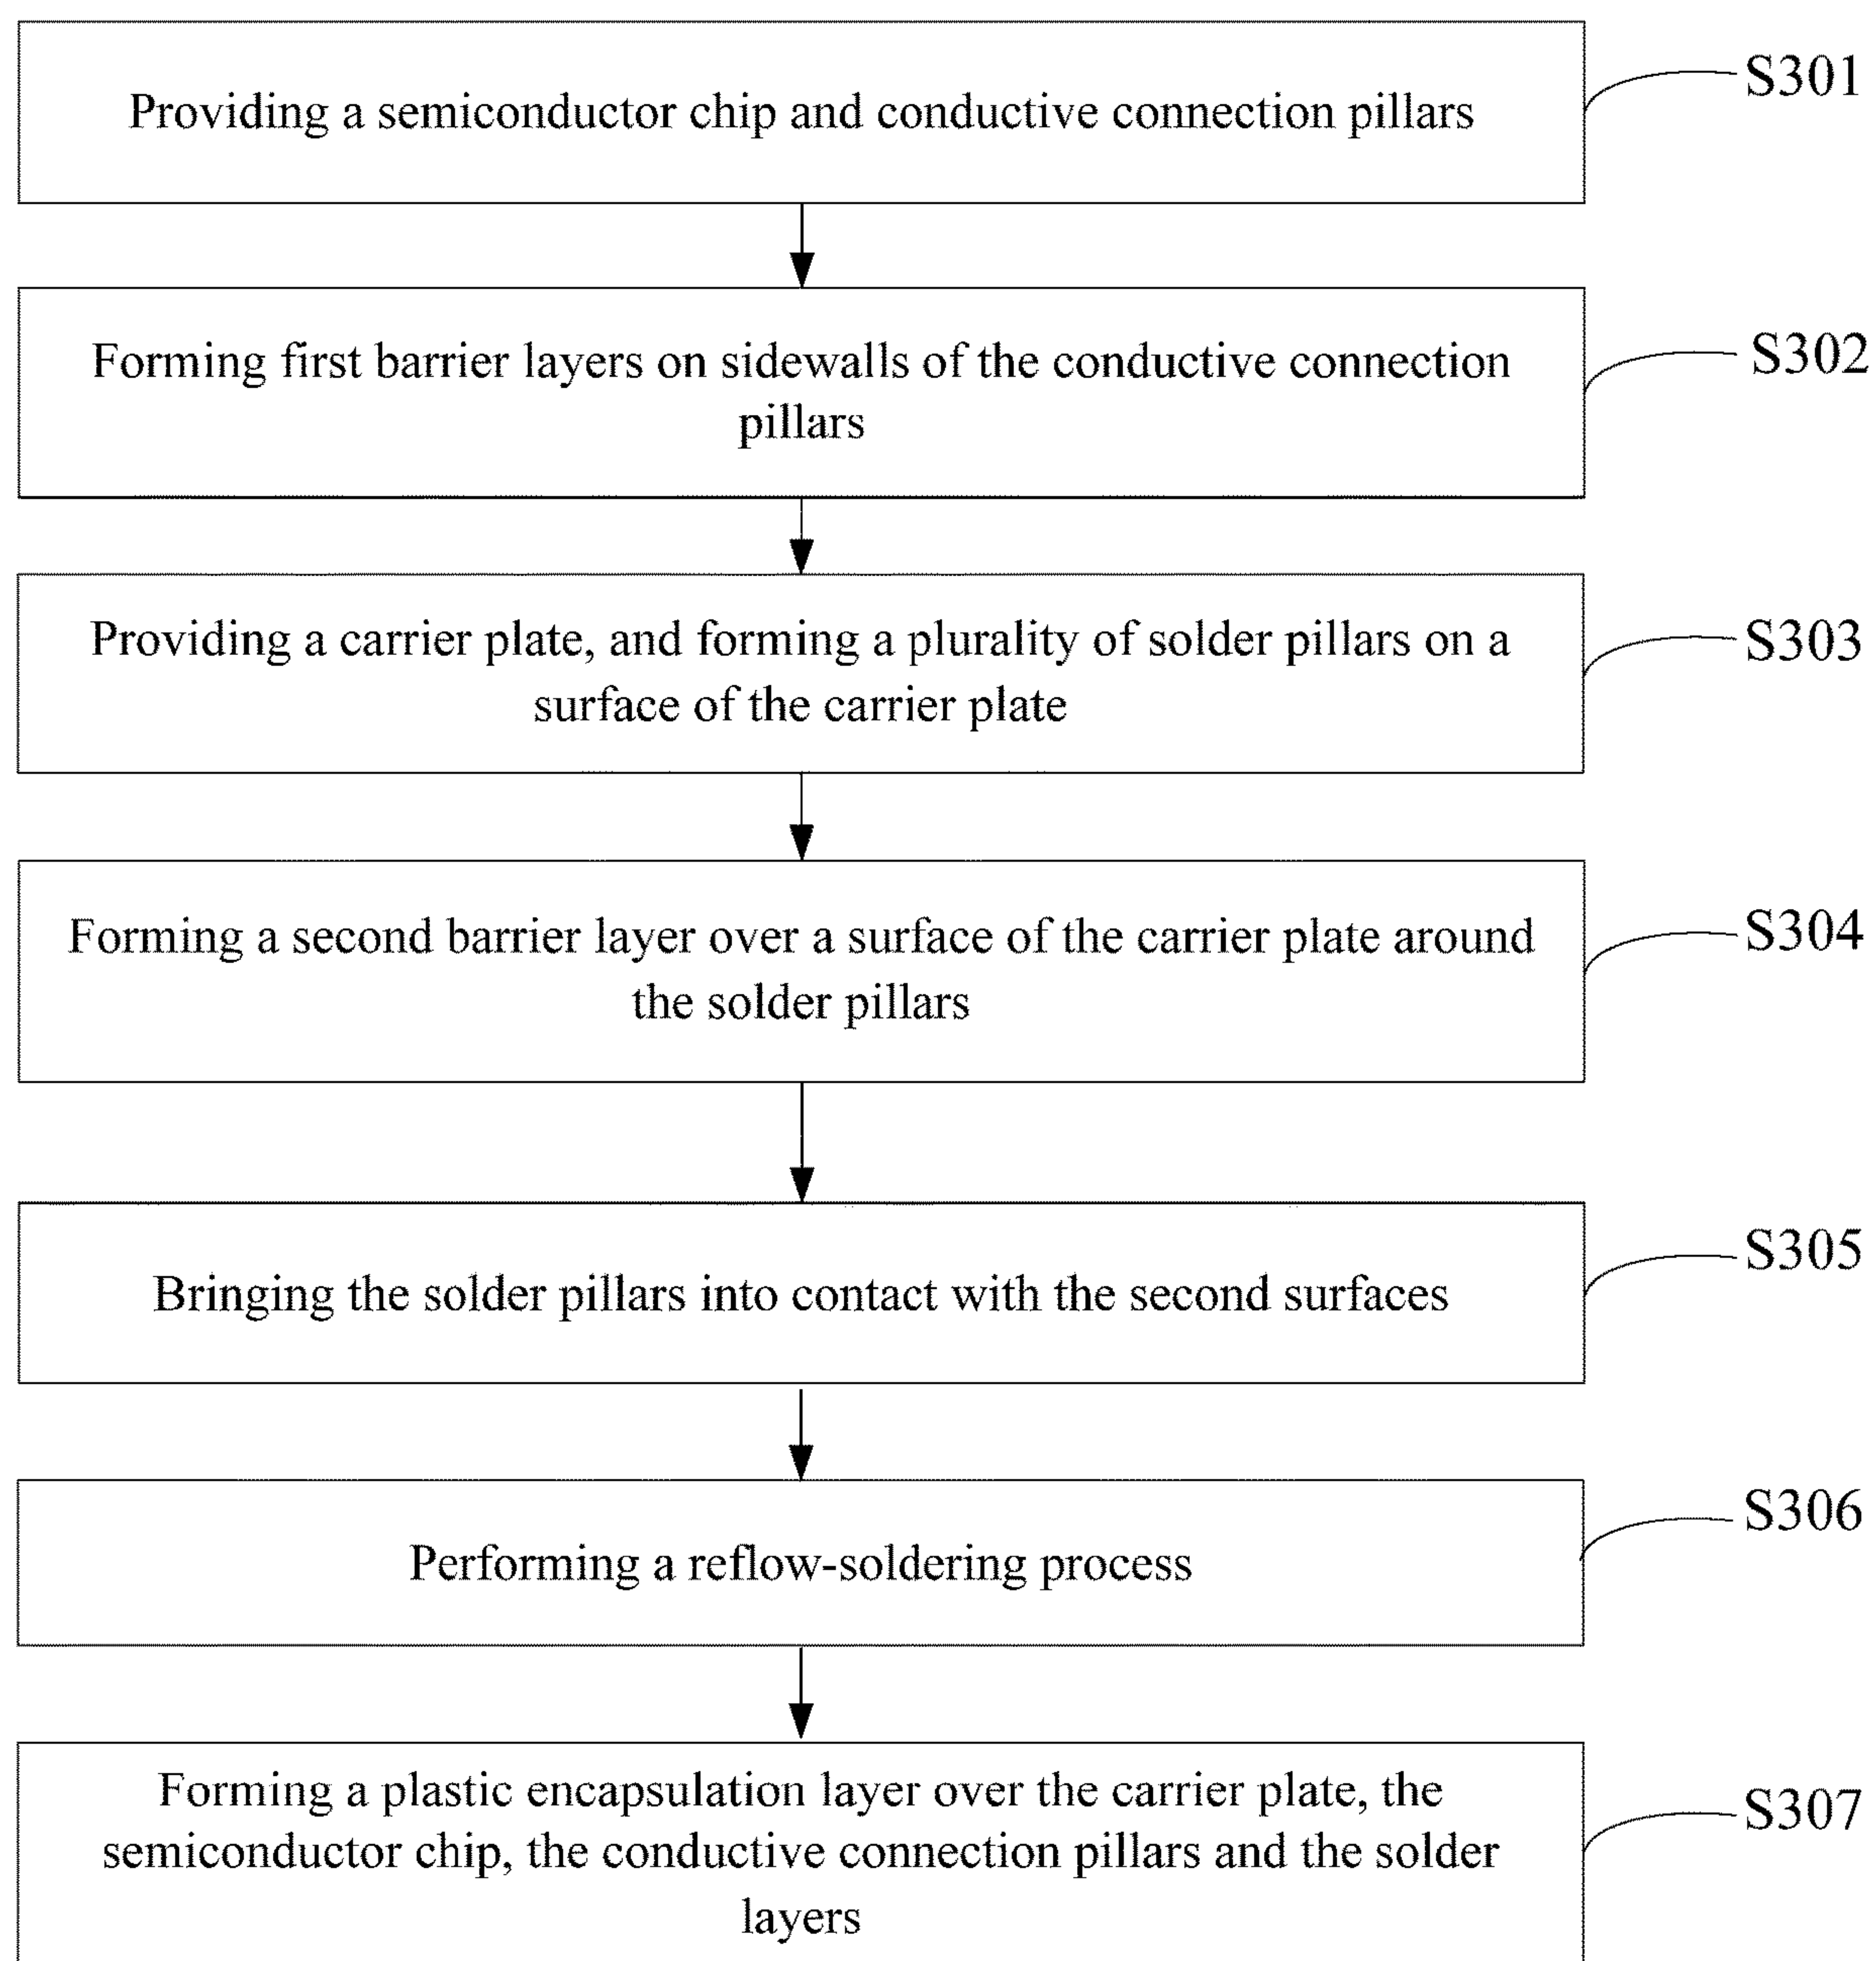 Providing a semiconductor chip and conductive connection pillars
S301
Forming first barrier layers on sidewalls of the conductive connection
pillars
S302
Providing a carrier plate, and forming a plurality of solder pillars on a
surface of the carrier plate
S303
Forming a second barrier layer over a surface of the carrier plate around
the solder pillars
S304
Bringing the solder pillars into contact with the second surfaces
S305
Performing a reflow-soldering process
S306
Forming a plastic encapsulation layer over the carrier plate, the
semiconductor chip, the conductive connection pillars and the solder
layers
S307